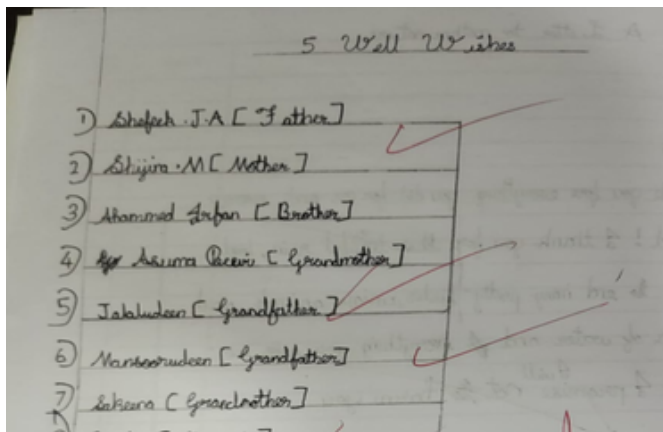 5 Well Wishes
1) Shefeek . J.A [Father]
2) Shijina . M [Mother]
3) Ahammed Irfan [Brother]
4) Asuma Beevi [Grandmother]
5) Jalaludeen [Grandfather]
6) Mansoorudeen [Grandfather]
7) Sakeena [Grandmother]